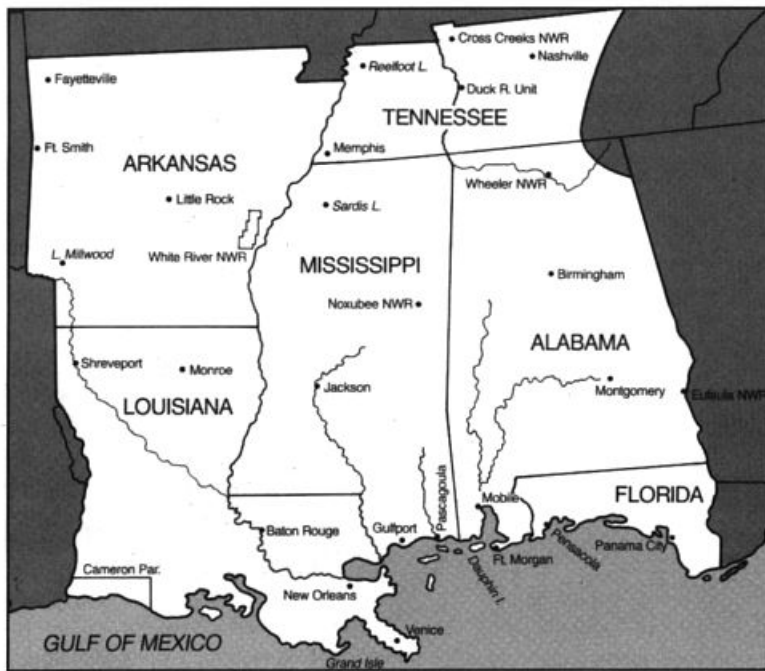 Cross Creeks NWR
Nashville
Reelfoot L.
Fayetteville
Duck R. Unit
TENNESSEE
Ft. Smith
Memphis
ARKANSAS
Wheeler NWR
Little Rock
Sardis L.
L. Millwood
White River NWR
MISSISSIPPI
Birmingham
Noxubee NWR
ALABAMA
Shreveport
Monroe
Jackson
Montgomery
Eufaula NWR
LOUISIANA
Pascagoula
Mobile
FLORIDA
Baton Rouge
Gulfport
Pensacola
Panama City
Ft. Morgan
Dauphin I.
Cameron Par.
New Orleans
Venice
GULF OF MEXICO
Grand Isle